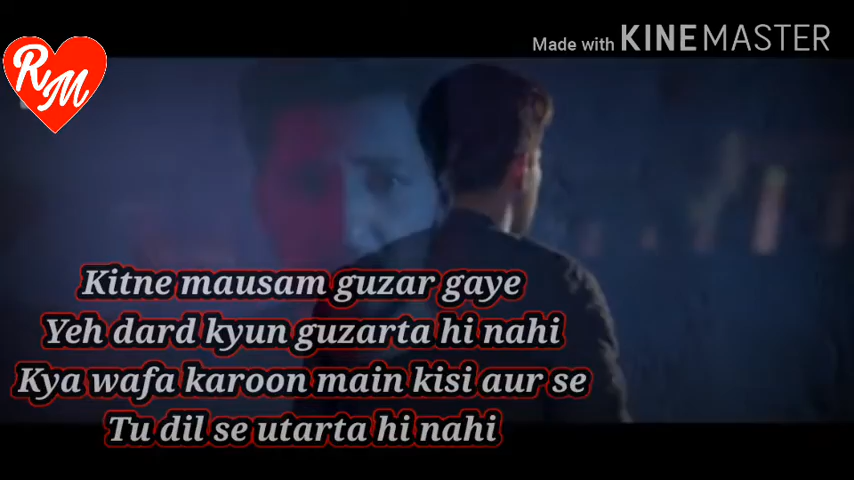 RM
Made with KINEMASTER
Kitne mausam guzar gaye
Yeh dard kyun guzarta hi nahi
Kya wafa karoon main kisi aur se
Tu dil se utarta hi nahi